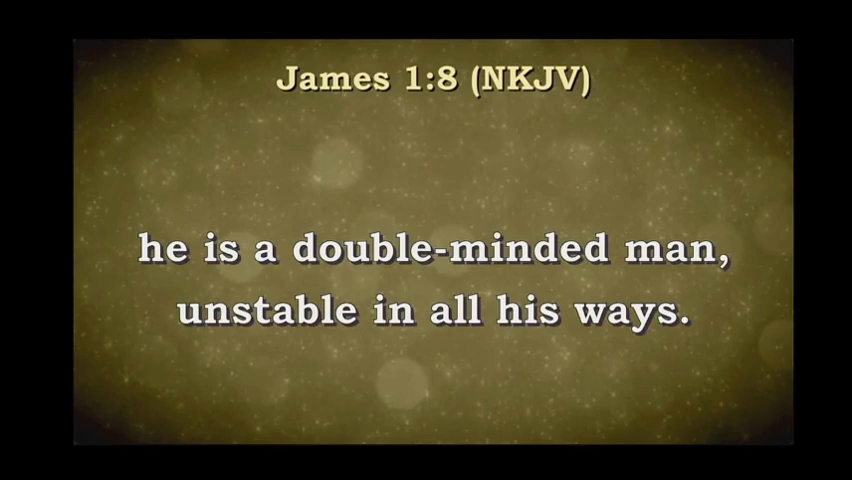 James 1:8 (NKJV)
he is a double-minded man,
unstable in all his ways.